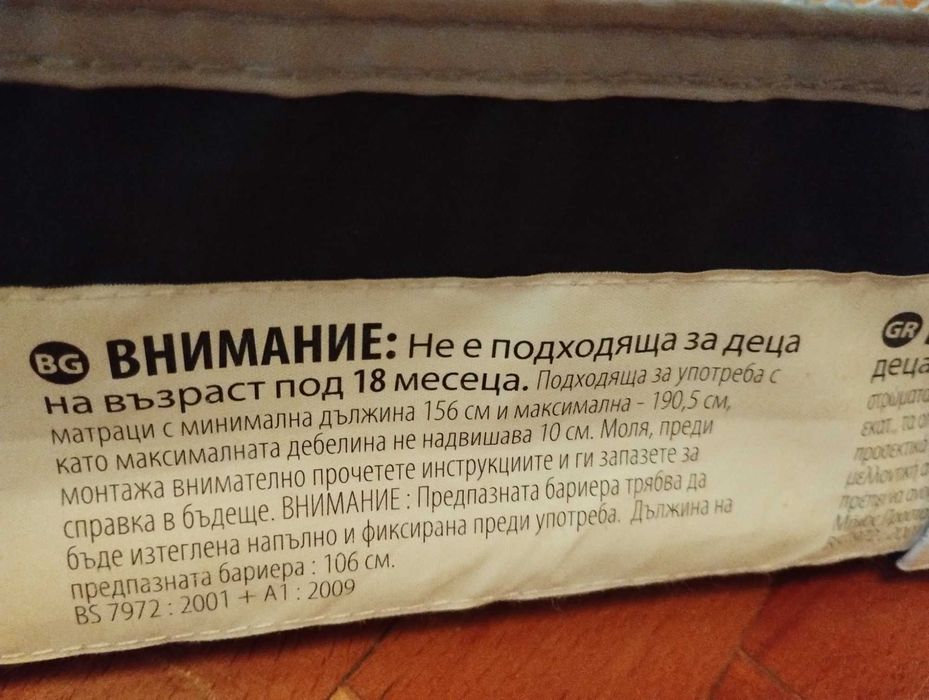 BG ВНИМАНИЕ: Не е подходяща за деца
на възраст под 18 месеца. Подходяща за употреба с
матраци с минимална дължина 156 см и максимална - 190,5 см,
като максималната дебелина не надвишава 10 см. Моля, преди
монтажа внимателно прочетете инструкциите и ги запазете за
справка в бъдеще. ВНИМАНИЕ : Предпазната бариера трябва да
бъде изтеглена напълно и фиксирана преди употреба. Дължина на
предпазната бариера : 106 см.
BS 7972 : 2001 + A1 : 2009
GR